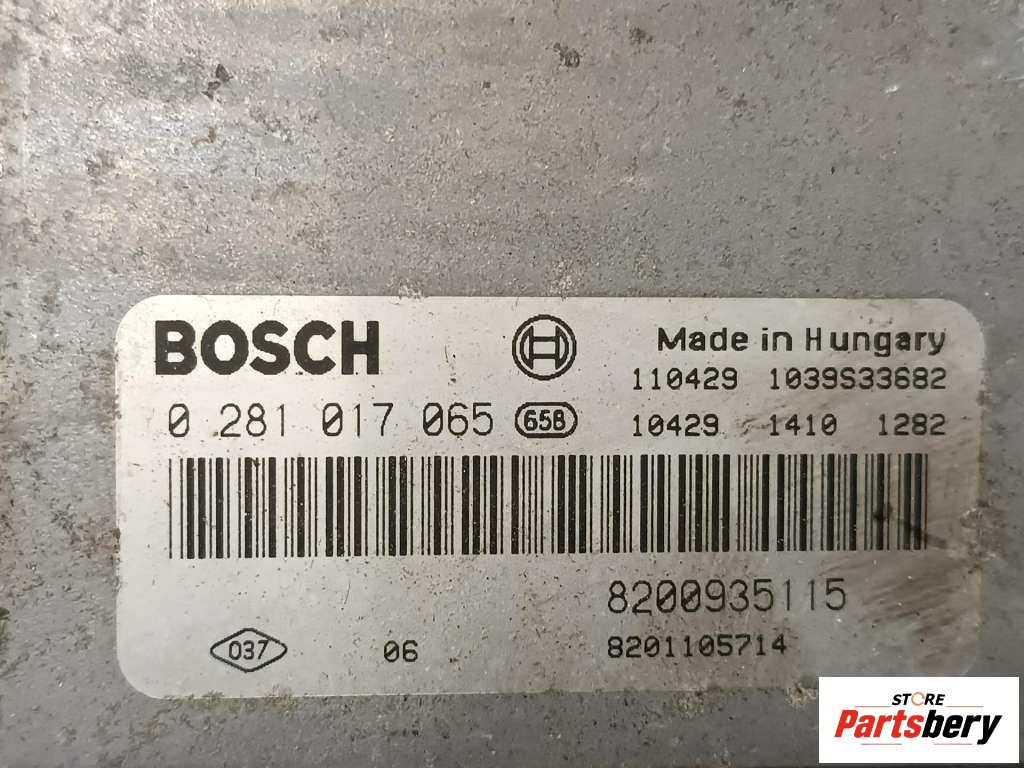 BOSCH
Made in Hungary
110429 1039S33682
0 281 017 065 658
10429 1410 1282
8200935115
037 06 8201105714
STORE
Partsbery